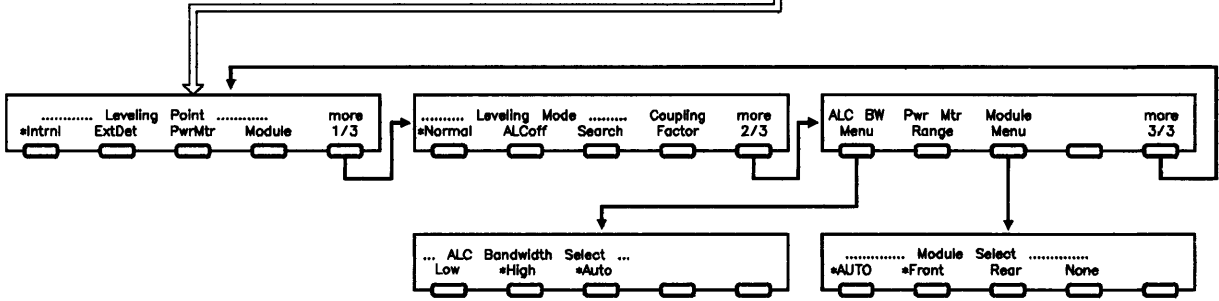 ............ Leveling Point ............ more
*Intrnl ExtDet PwrMtr Module 1/3
.......... Leveling Mode ......... Coupling more
*Normal ALCoff Search Factor 2/3
ALC BW Pwr Mtr Module more
Menu Range Menu 3/3
... ALC Bandwidth Select ...
Low *High *Auto
.............. Module Select ..............
*AUTO *Front Rear None